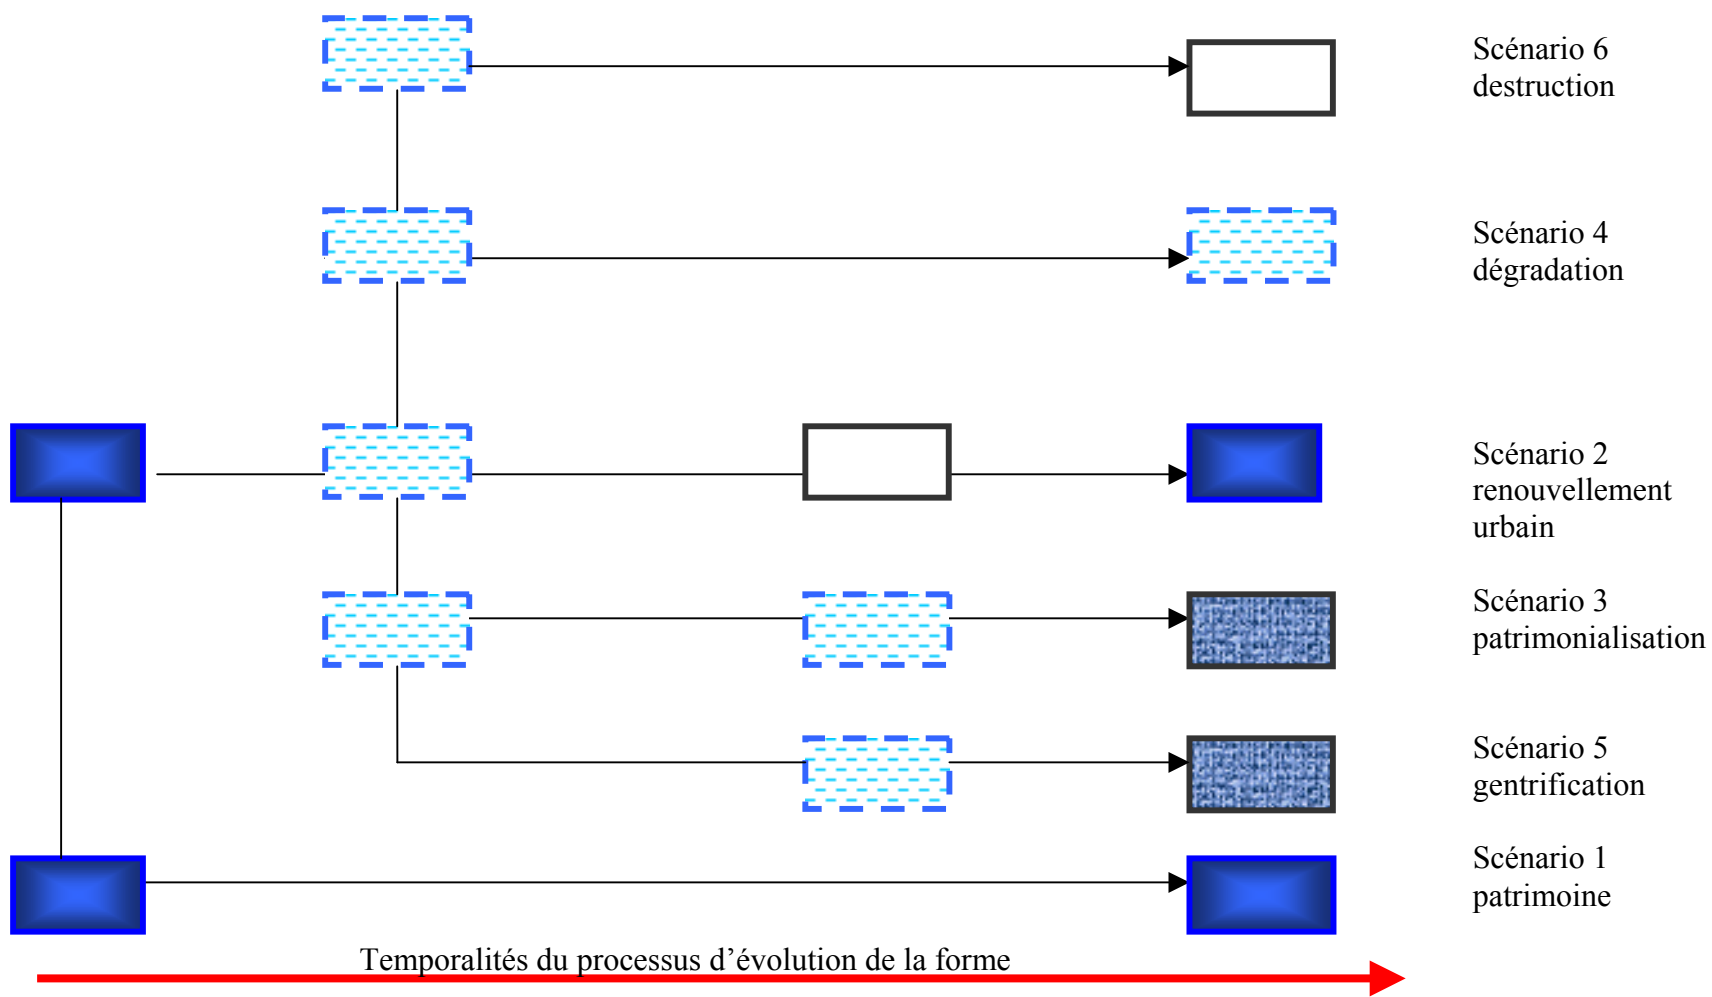 Scénario 6
destruction
Scénario 4
dégradation
Scénario 2
renouvellement
urbain
Scénario 3
patrimonialisation
Scénario 5
gentrification
Scénario 1
patrimoine
Temporalités du processus d’évolution de la forme